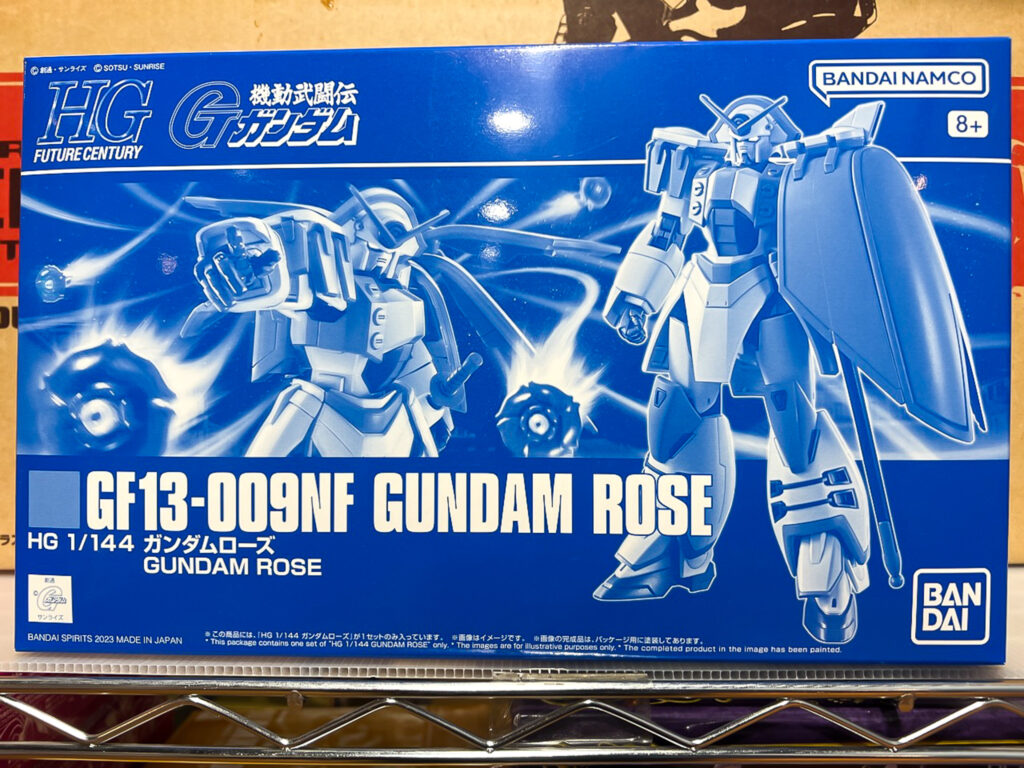 © 創通・サンライズ © SOTSU・SUNRISE
HG
FUTURE CENTURY
機動武闘伝
Gガンダム
BANDAI NAMCO
8+
GF13-009NF GUNDAM ROSE
HG 1/144 ガンダムローズ
GUNDAM ROSE
創通
©
サンライズ
BAN
DAI
BANDAI SPIRITS 2023 MADE IN JAPAN
※この商品には、「HG 1/144 ガンダムローズ」が1セットのみ入っています。 ※画像はイメージです。 ※画像の完成品は、パッケージ用に塗装してあります。
* This package contains one set of "HG 1/144 GUNDAM ROSE" only. * The images are for illustrative purposes only. * The completed product in the image has been painted.